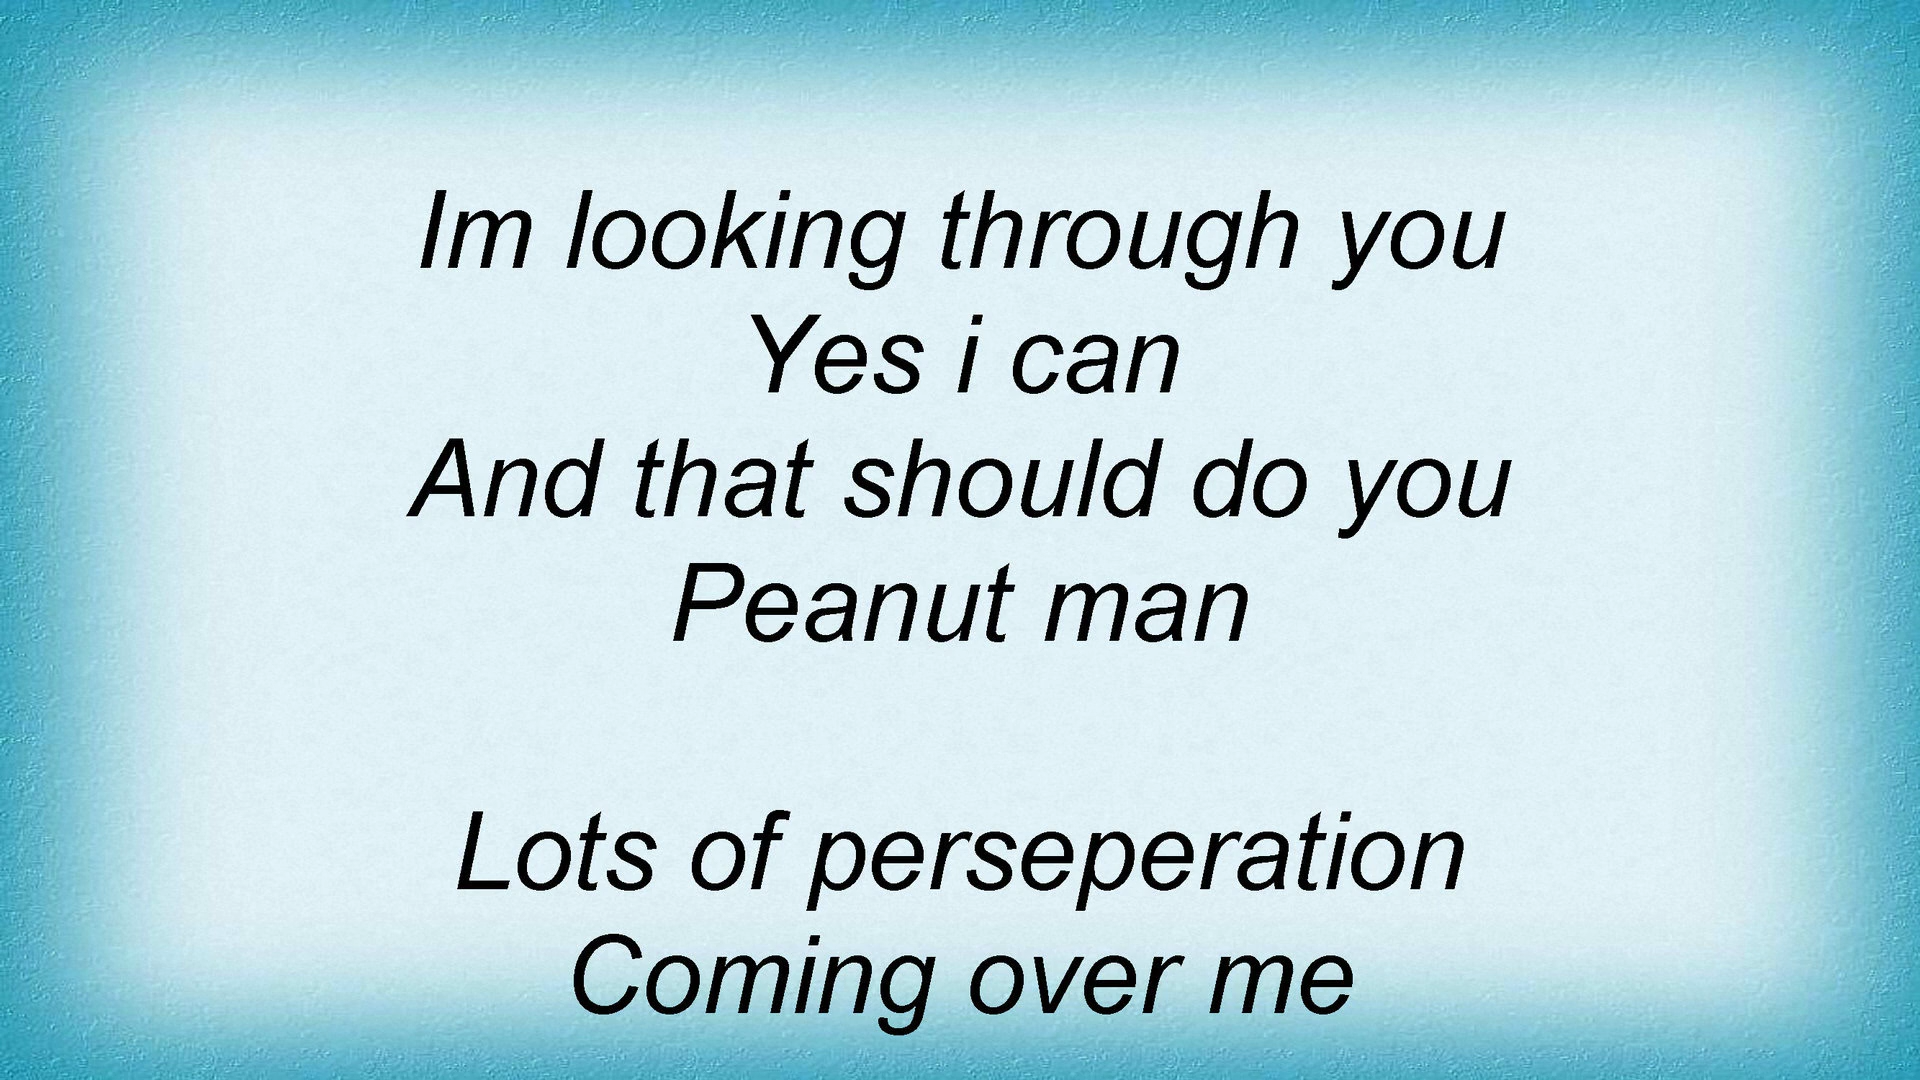 Im looking through you
Yes i can
And that should do you
Peanut man
Lots of perseperation
Coming over me